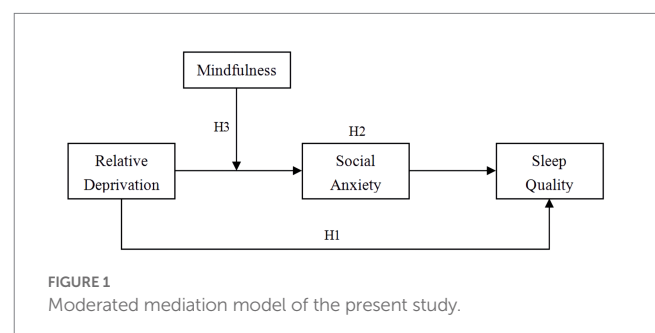 Mindfulness
H3
H2
Relative
Deprivation
Social
Anxiety
Sleep
Quality
H1
FIGURE 1
Moderated mediation model of the present study.